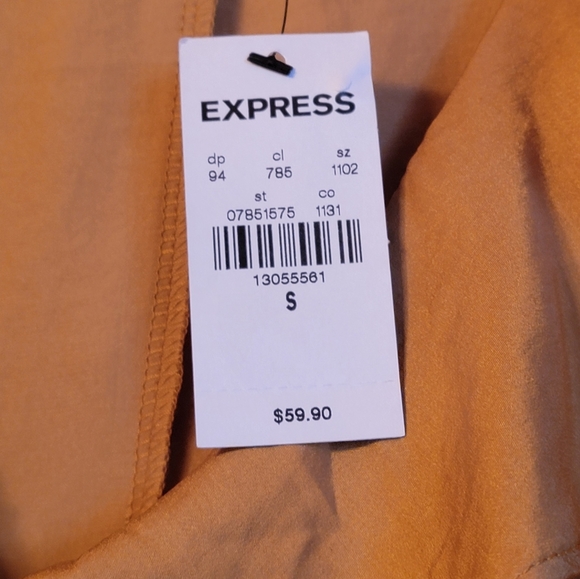 EXPRESS
dp cl sz
94 785 1102
st co
07851575 1131
13055561
S
$59.90